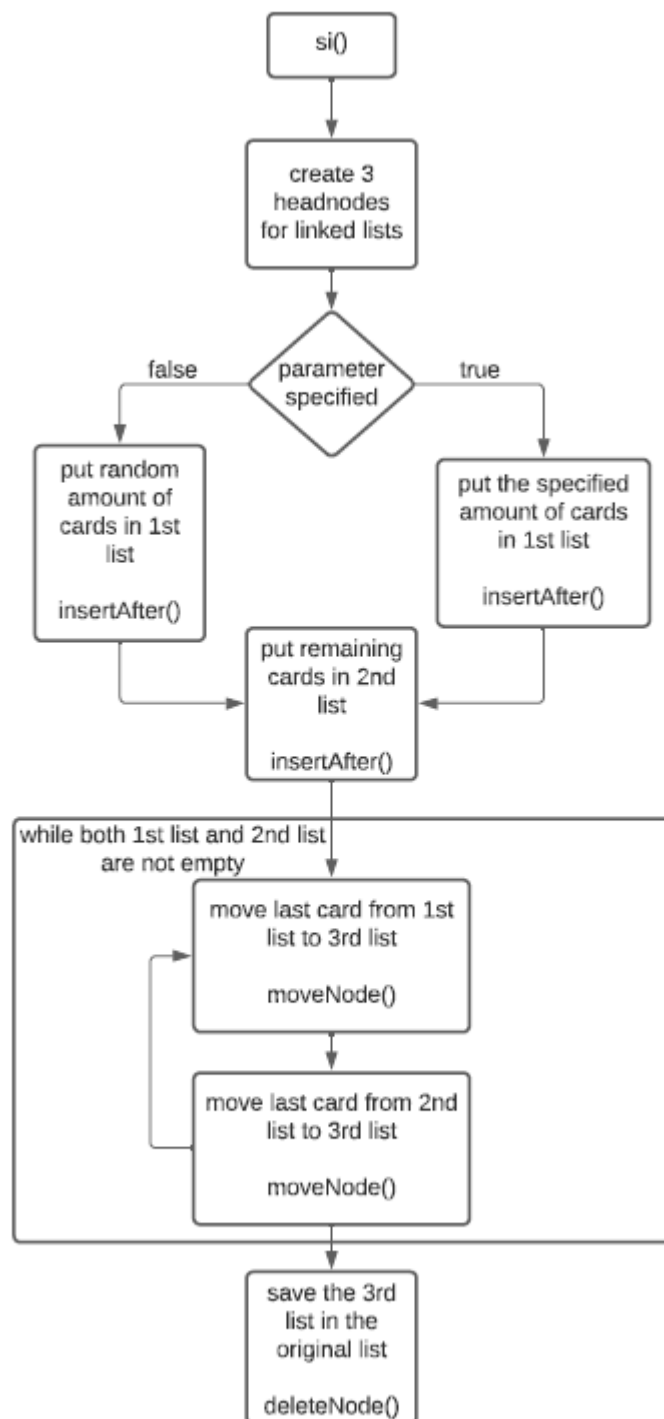 si()
create 3
headnodes
for linked lists
parameter
specified
false
true
put random
amount of
cards in 1st
list
insertAfter()
put the specified
amount of cards
in 1st list
insertAfter()
put remaining
cards in 2nd
list
insertAfter()
while both 1st list and 2nd list
are not empty
move last card from 1st
list to 3rd list
moveNode()
move last card from 2nd
list to 3rd list
moveNode()
save the 3rd
list in the
original list
deleteNode()